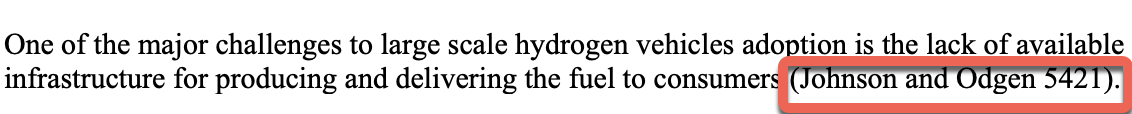 One of the major challenges to large scale hydrogen vehicles adoption is the lack of available
infrastructure for producing and delivering the fuel to consumers (Johnson and Odgen 5421).